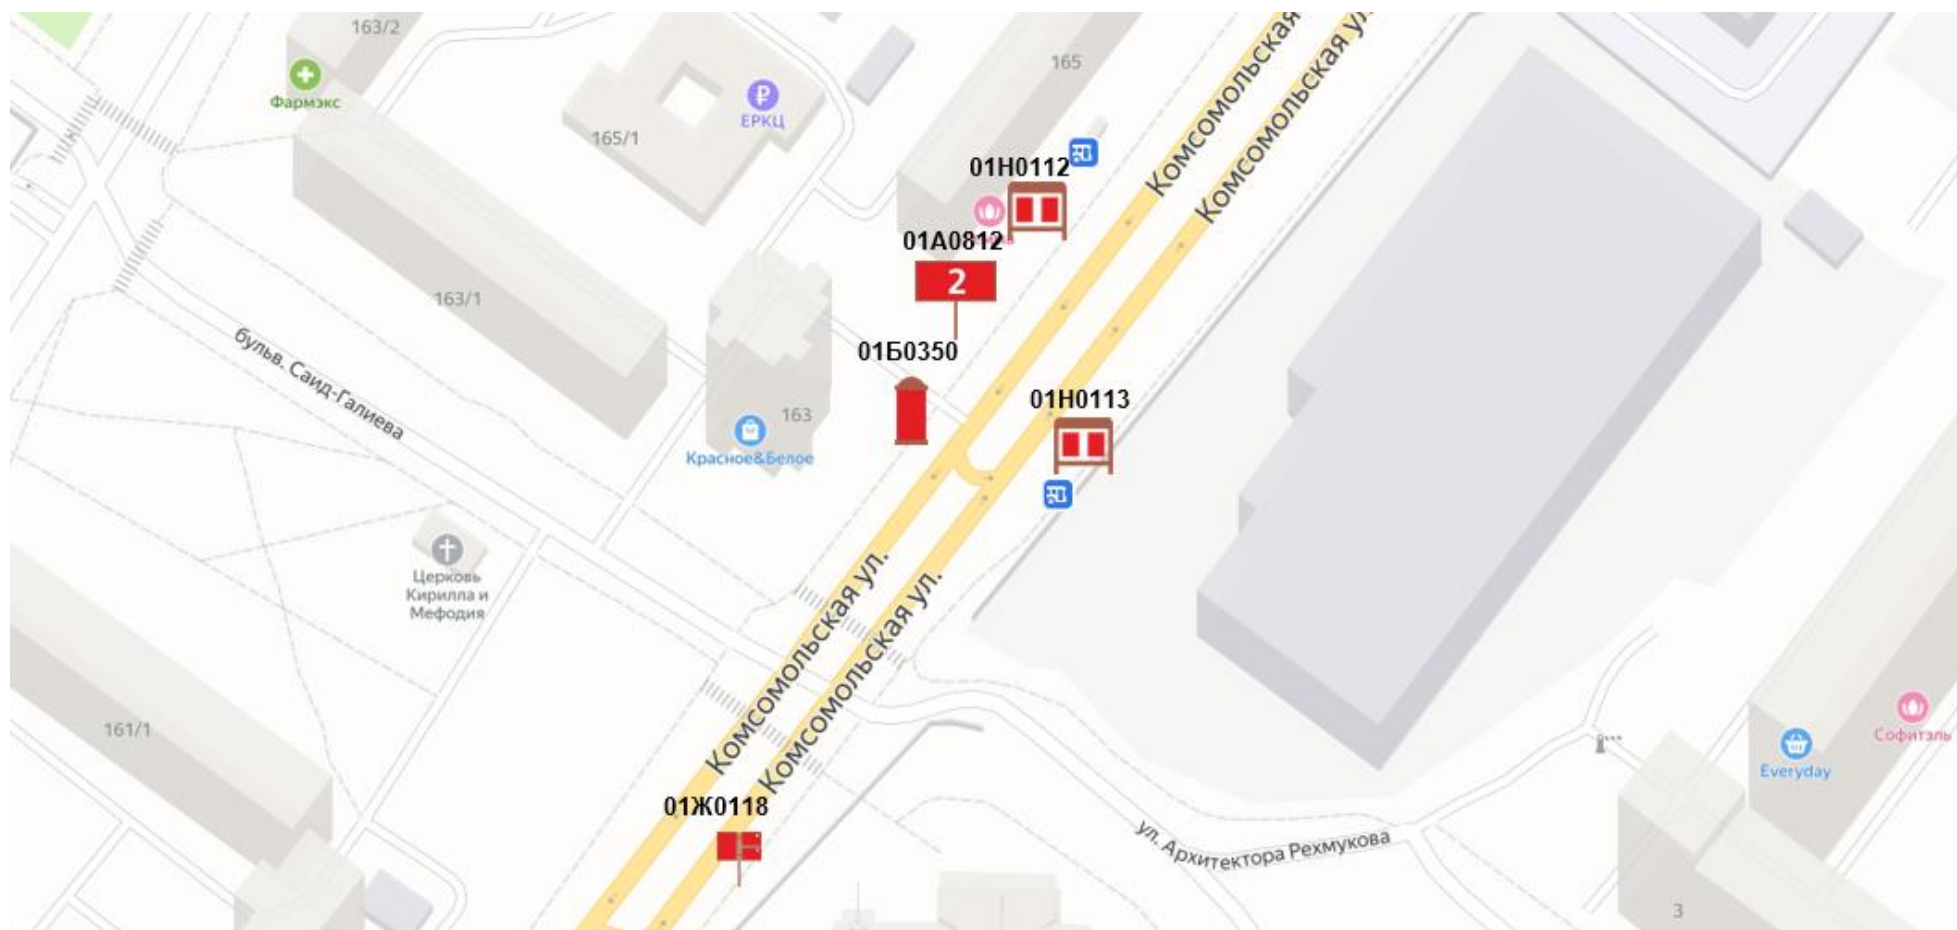 163/2
165
Фармэкс
ЕРКЦ
165/1
Комсомольская
Комсомольская ул.
01Н0112
01А0812
2
163/1
бульв. Саид-Галиева
01Б0350
01Н0113
163
Красное&Белое
Церковь
Кирилла и
Мефодия
Комсомольская ул.
Комсомольская ул.
161/1
Софитэль
Everyday
01Ж0118
ул. Архитектора Рехмукова
3